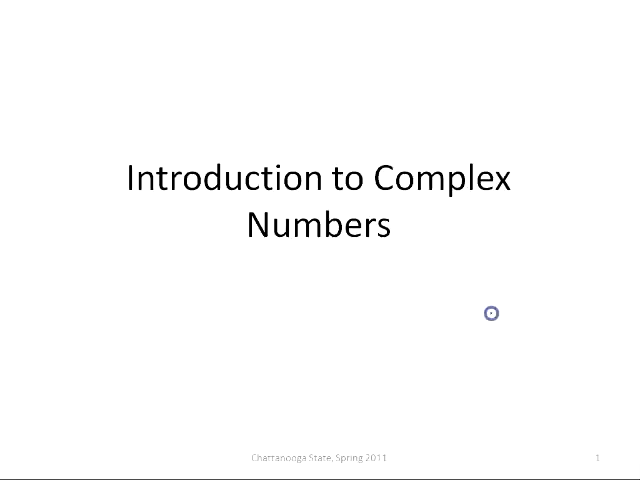 Introduction to Complex
Numbers
Chattanooga State, Spring 2011
1